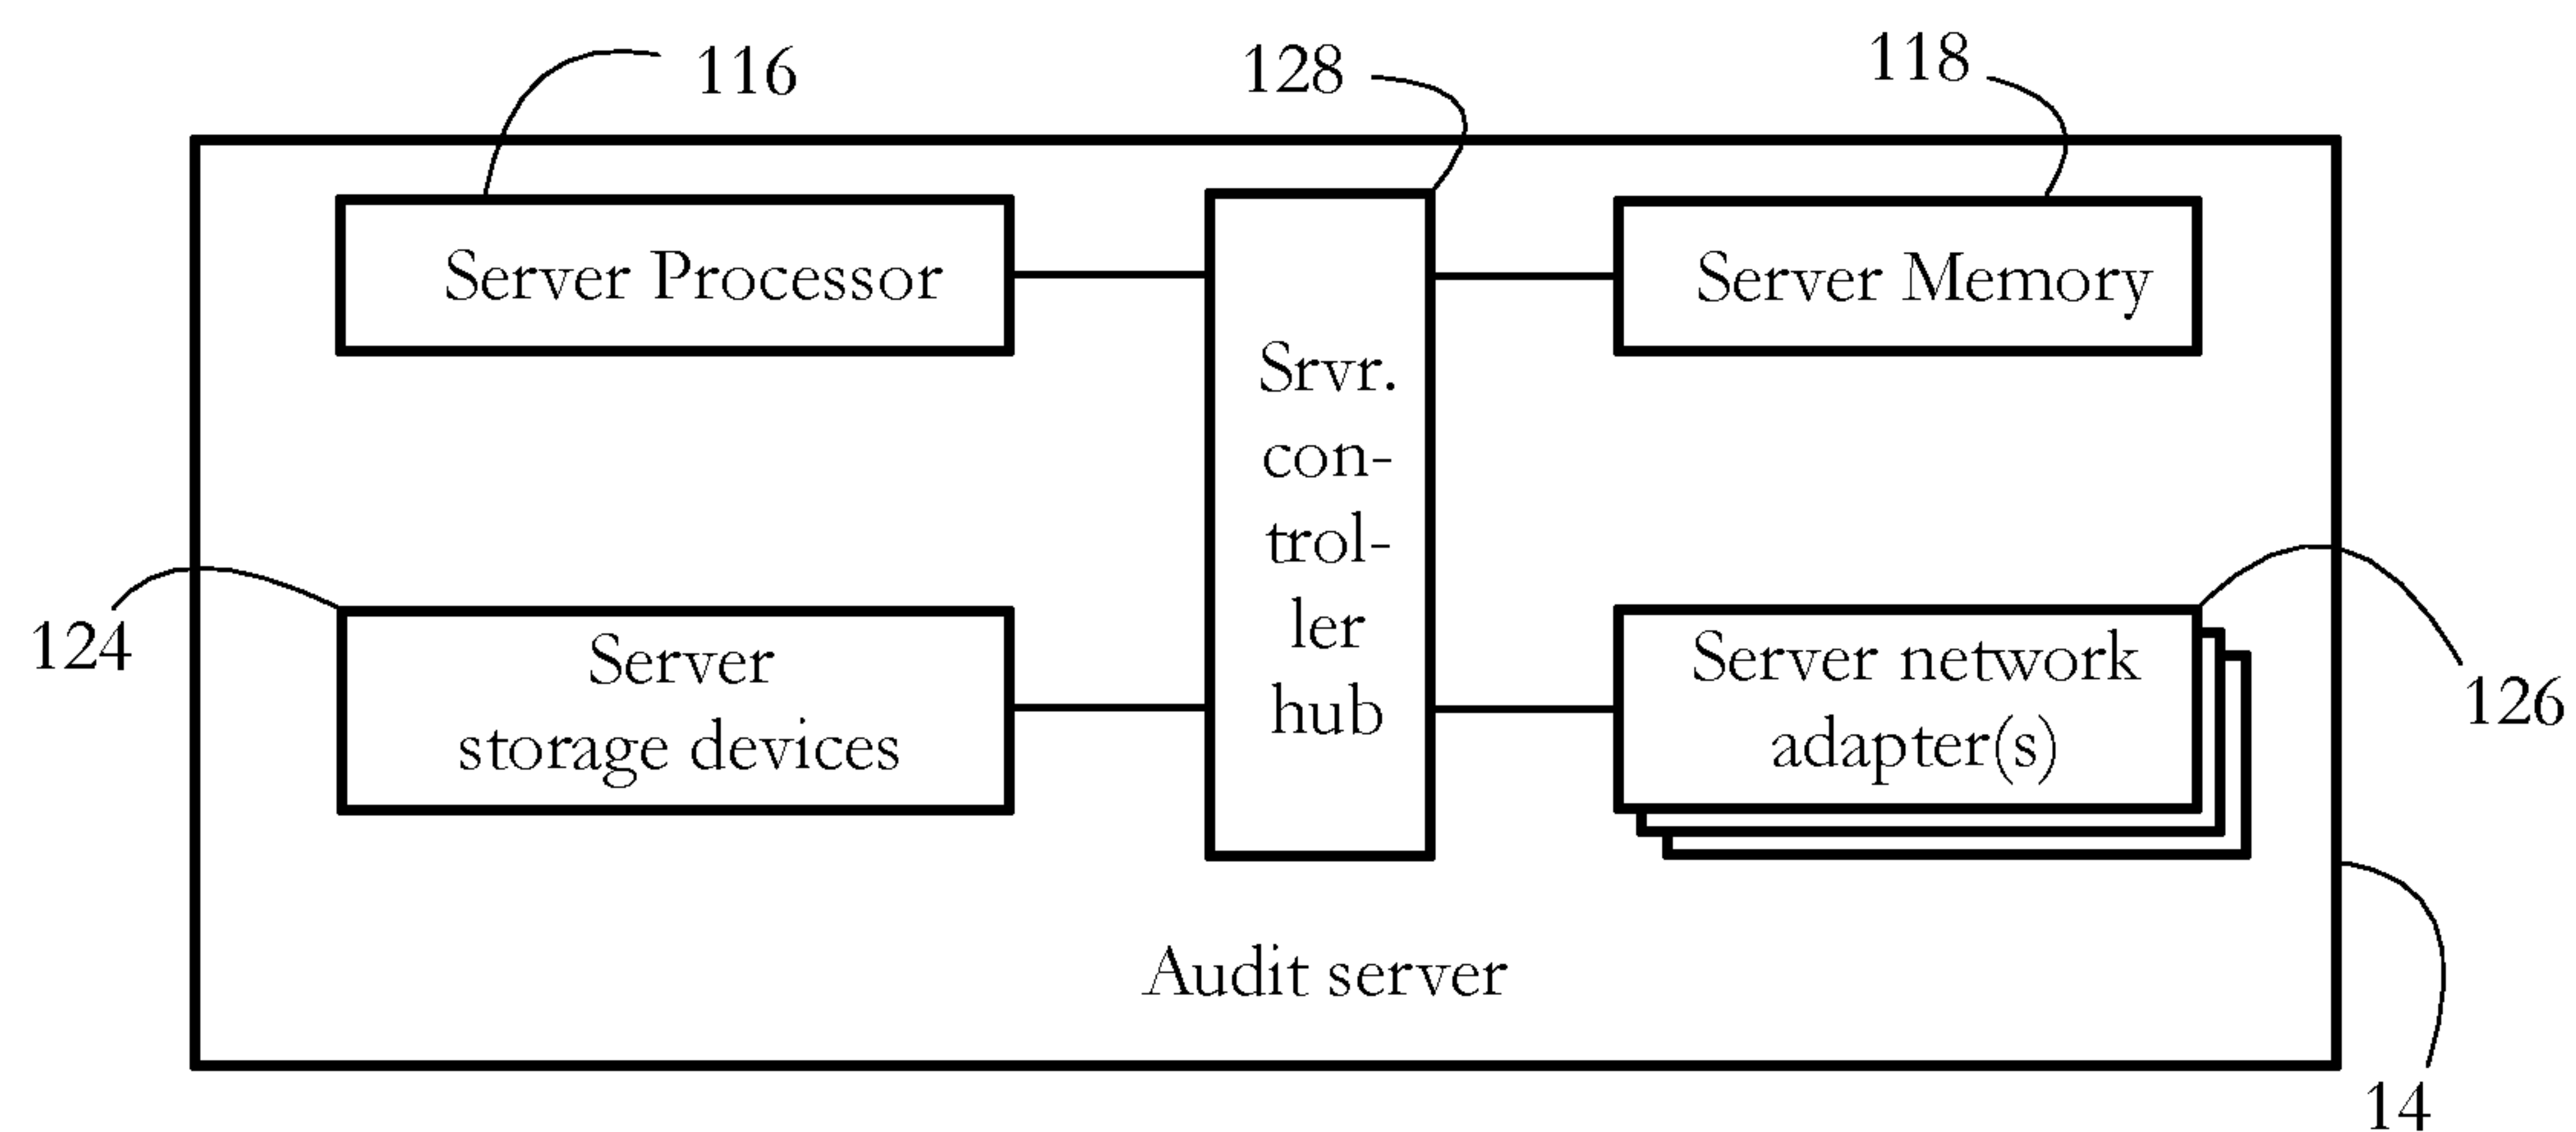 116
128
118
Server Processor
Server Memory
Srvr.
con-
trol-
ler
hub
124
Server
storage devices
Server network
adapter(s)
126
Audit server
14